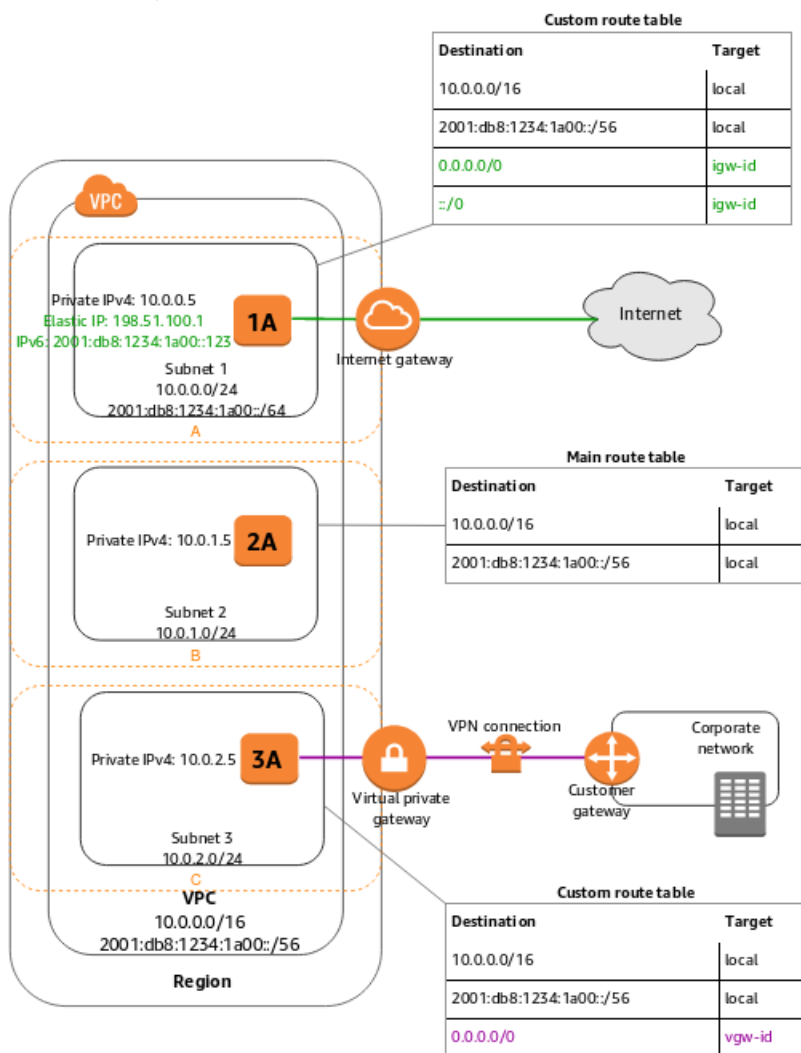 Custom route table
Destination Target
10.0.0.0/16 local
2001:db8:1234:1a00::/56 local
0.0.0.0/0 igw-id
::/0 igw-id
VPC
Private IPv4: 10.0.0.5
Elastic IP: 198.51.100.1
IPv6: 2001:db8:1234:1a00::123
1A
Subnet 1
10.0.0.0/24
2001:db8:1234:1a00::/64
A
Internet gateway
Internet
Main route table
Destination Target
10.0.0.0/16 local
2001:db8:1234:1a00::/56 local
Private IPv4: 10.0.1.5
2A
Subnet 2
10.0.1.0/24
B
Private IPv4: 10.0.2.5
3A
Subnet 3
10.0.2.0/24
C
Virtual private
gateway
VPN connection
Customer
gateway
Corporate
network
VPC
10.0.0.0/16
2001:db8:1234:1a00::/56
Region
Custom route table
Destination Target
10.0.0.0/16 local
2001:db8:1234:1a00::/56 local
0.0.0.0/0 vgw-id